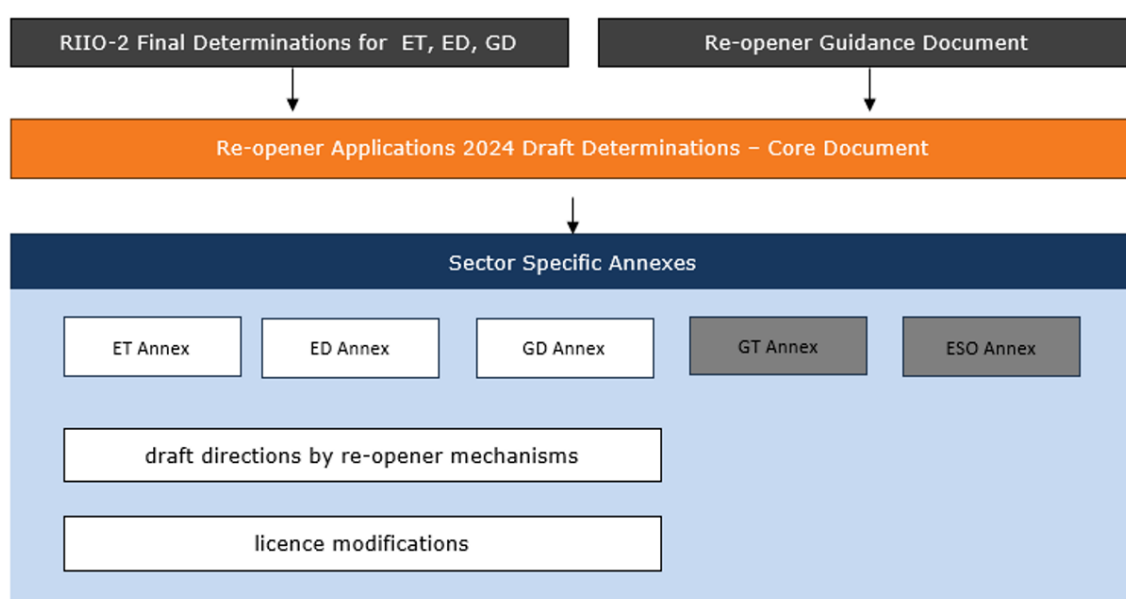 RIIO-2 Final Determinations for ET, ED, GD
Re-opener Guidance Document
Re-opener Applications 2024 Draft Determinations – Core Document
Sector Specific Annexes
ET Annex
ED Annex
GD Annex
GT Annex
ESO Annex
draft directions by re-opener mechanisms
licence modifications